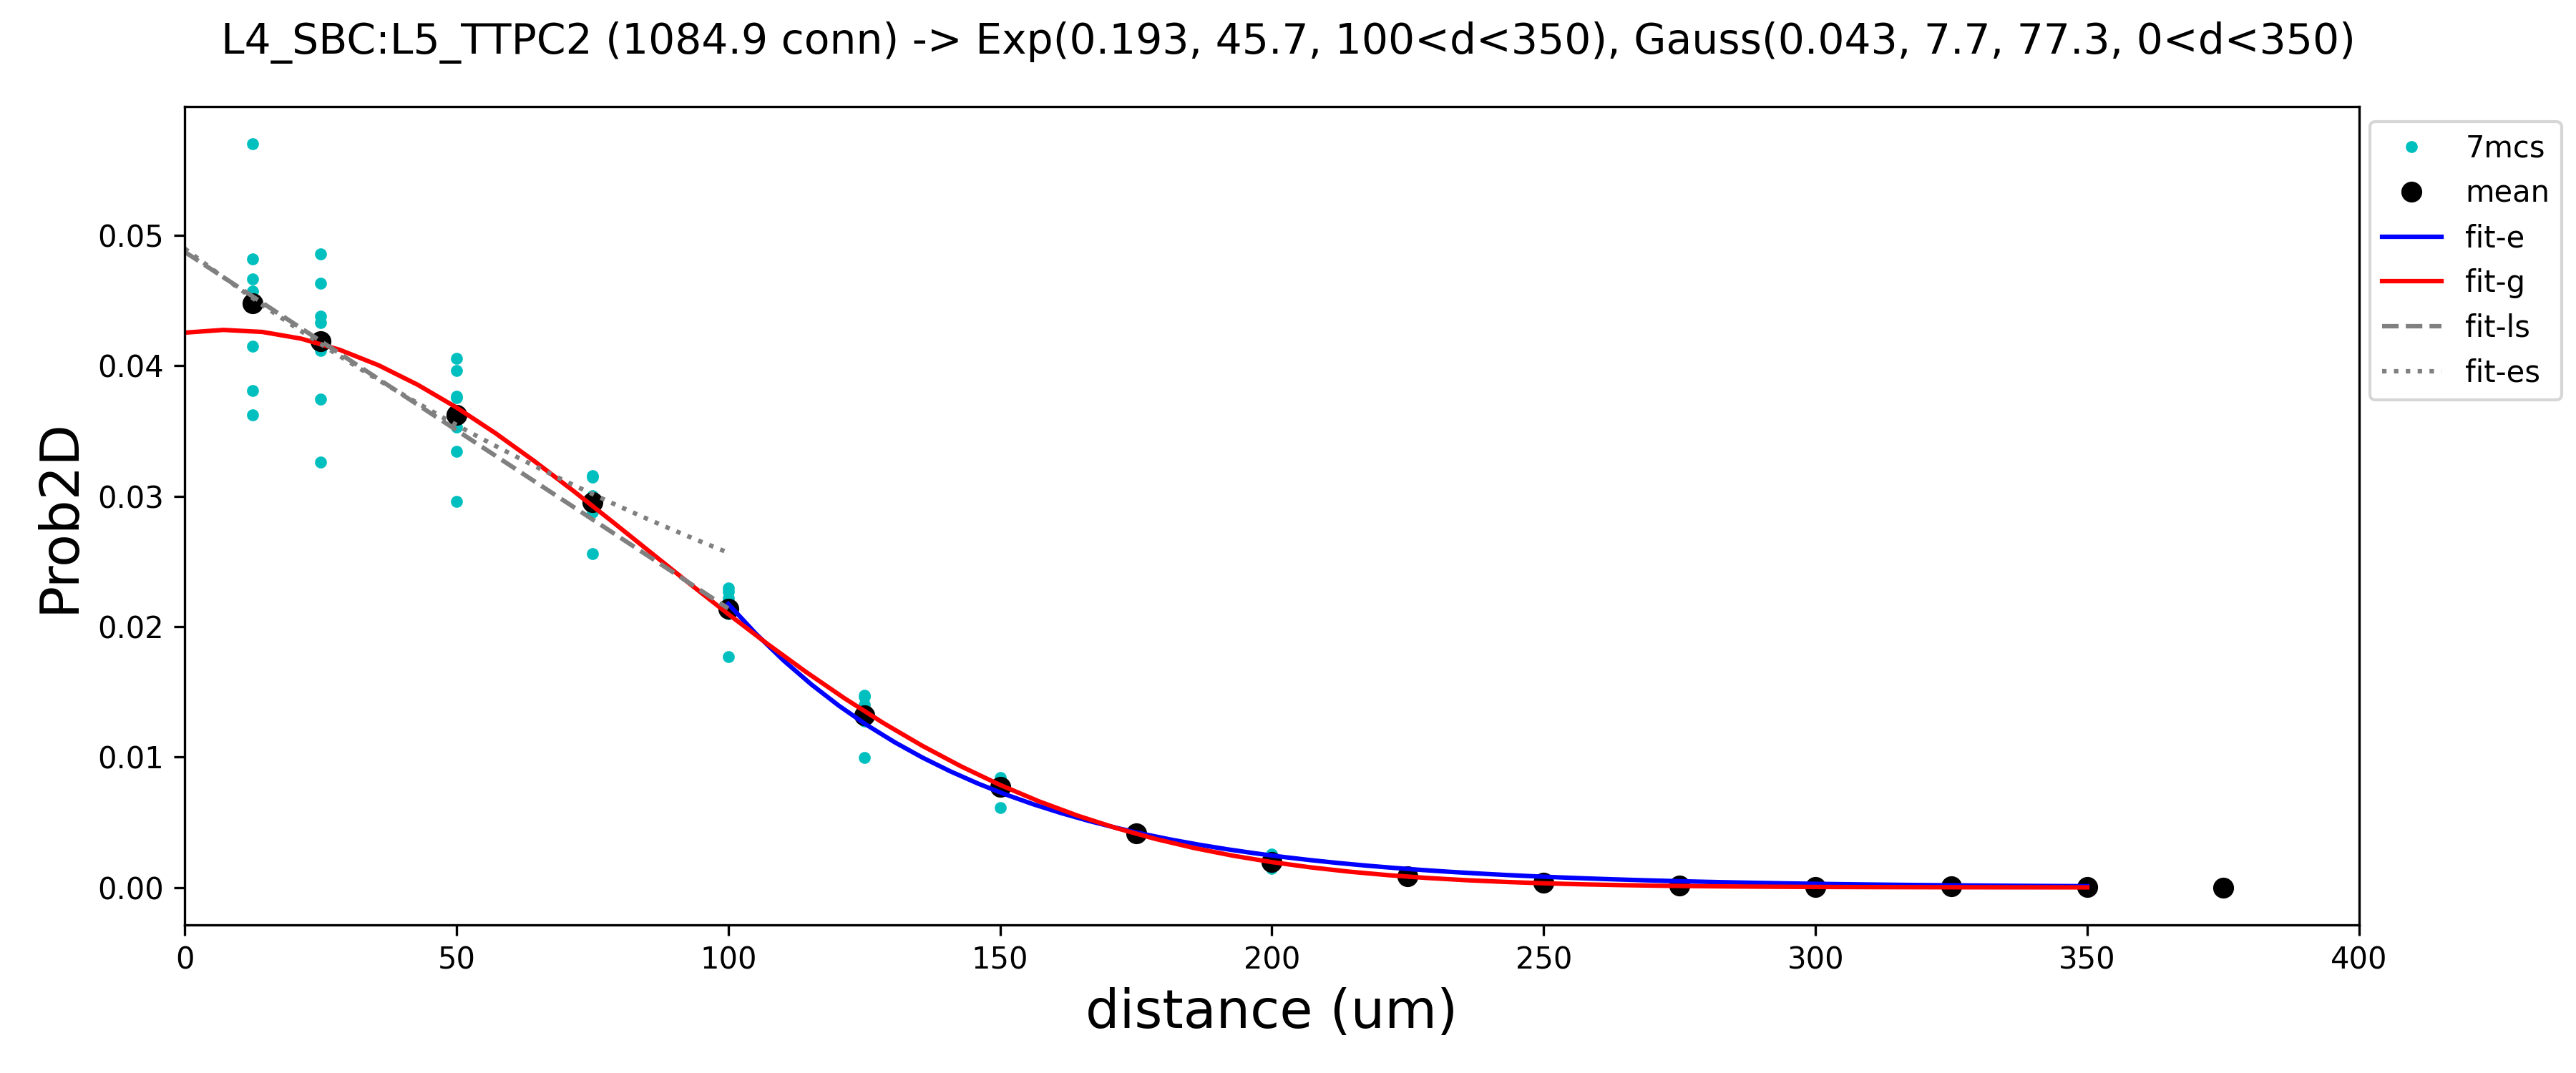 L4_SBC:L5_TTPC2 (1084.9 conn) -> Exp(0.193, 45.7, 100<d<350), Gauss(0.043, 7.7, 77.3, 0<d<350)
7mcs
mean
fit-e
fit-g
fit-ls
fit-es
Prob2D
0.05
0.04
0.03
0.02
0.01
0.00
0 50 100 150 200 250 300 350 400
distance (um)